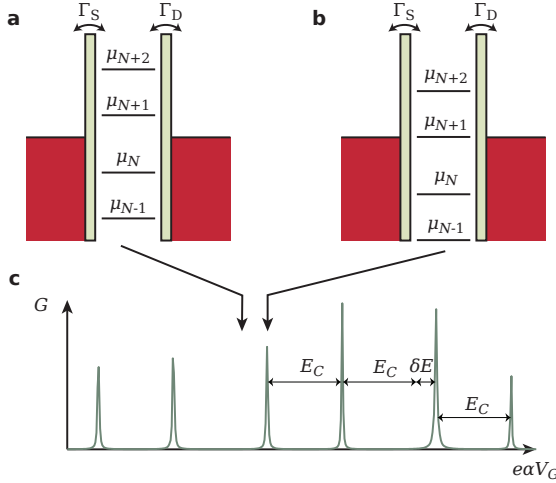 a
Γ_S Γ_D
μ_{N+2}
μ_{N+1}
μ_N
μ_{N-1}
b
Γ_S Γ_D
μ_{N+2}
μ_{N+1}
μ_N
μ_{N-1}
c
G
E_C E_C δE
E_C
eαV_G